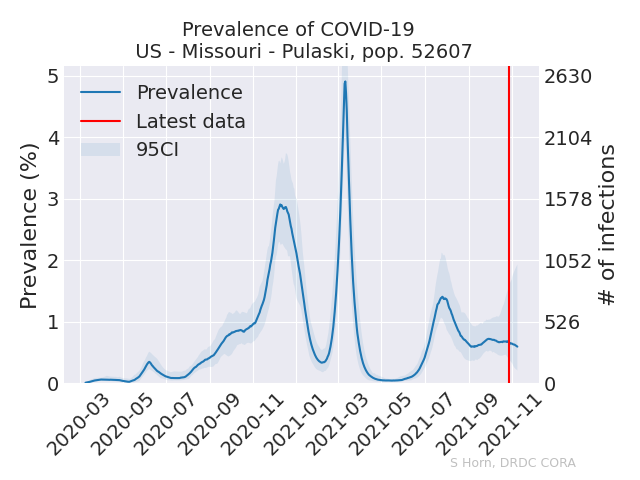 Prevalence of COVID-19
US - Missouri - Pulaski, pop. 52607
Prevalence
Latest data
95CI
Prevalence (%)
5
4
3
2
1
0
2630
2104
1578
1052
526
0
# of infections
2020-03
2020-05
2020-07
2020-09
2020-11
2021-01
2021-03
2021-05
2021-07
2021-09
2021-11
S Horn, DRDC CORA